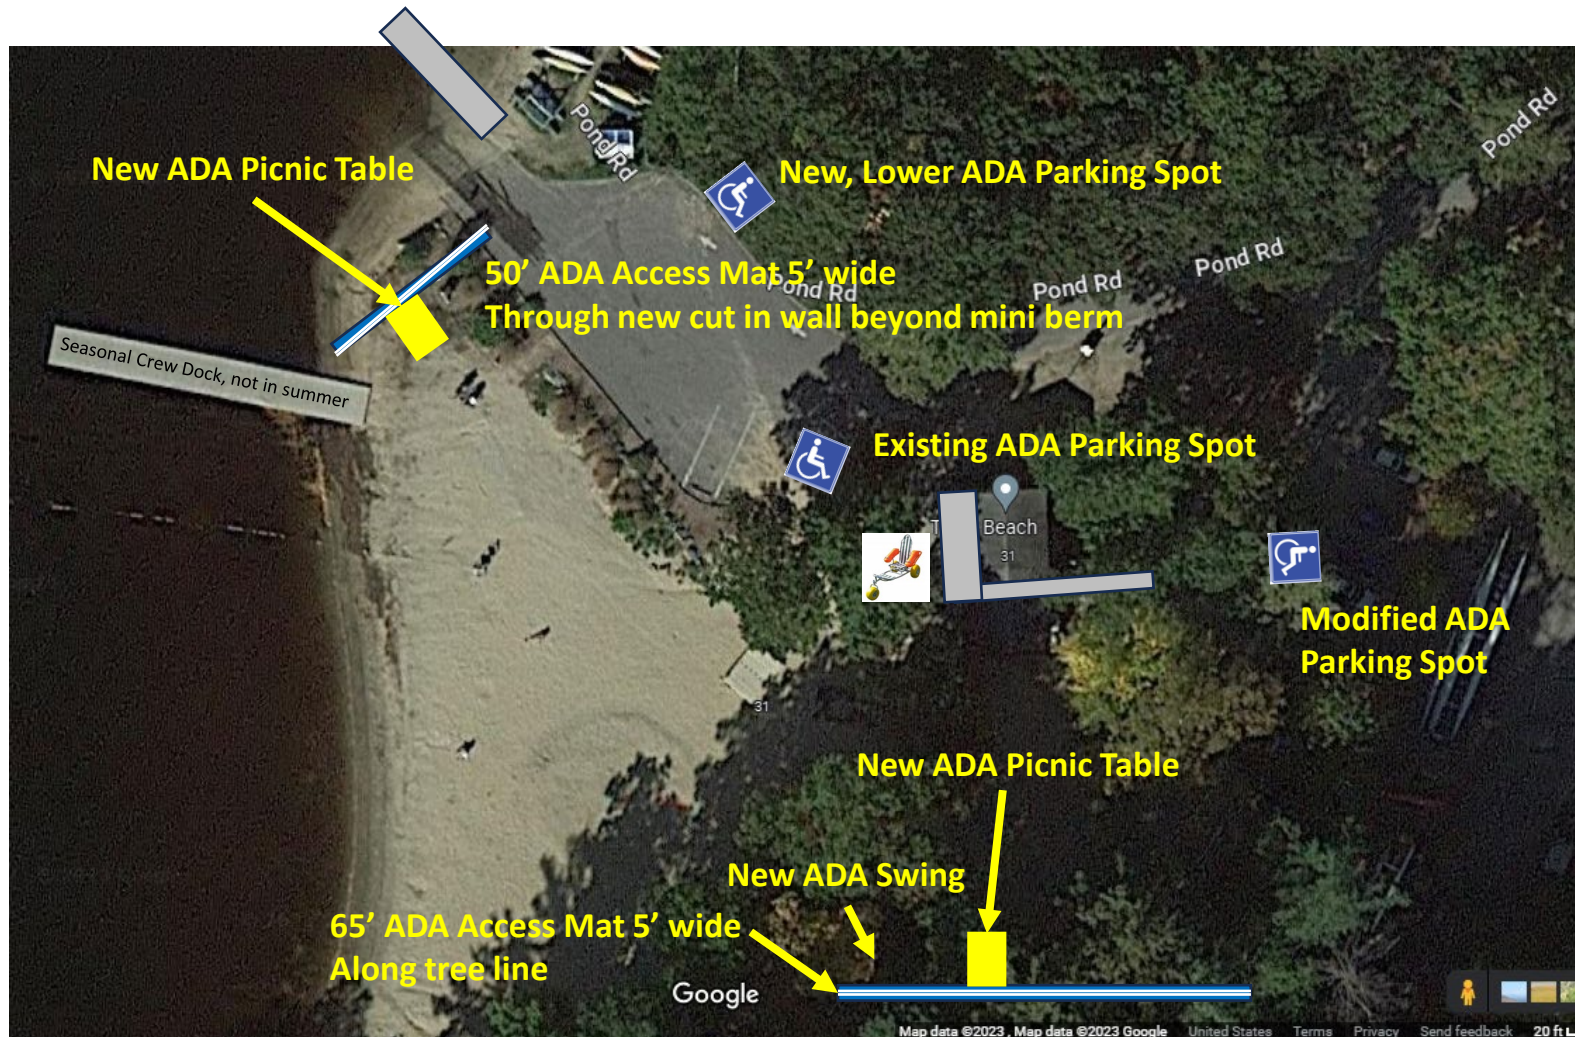 Pond Rd
Pond Rd
New ADA Picnic Table
New, Lower ADA Parking Spot
Pond Rd
50’ ADA Access Mat 5’ wide
Pond Rd
Pond Rd
Through new cut in wall beyond mini berm
Seasonal Crew Dock, not in summer
Existing ADA Parking Spot
Beach
31
Modified ADA
Parking Spot
31
New ADA Picnic Table
New ADA Swing
65’ ADA Access Mat 5’ wide
Along tree line
Google
Map data ©2023 , Map data ©2023 Google United States Terms Privacy Send feedback 20 ft